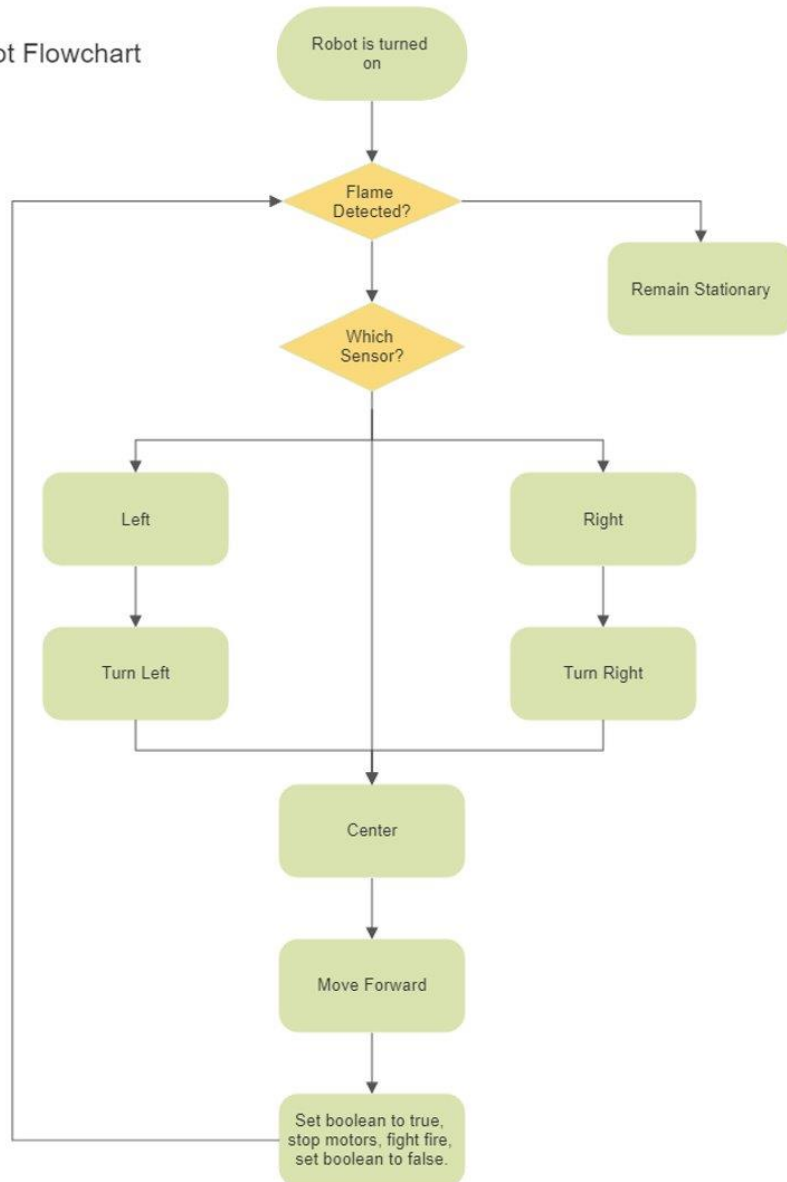 Flowchart
Robot is turned
on
Flame
Detected?
Remain Stationary
Which
Sensor?
Left
Right
Turn Left
Turn Right
Center
Move Forward
Set boolean to true,
stop motors, fight fire,
set boolean to false.